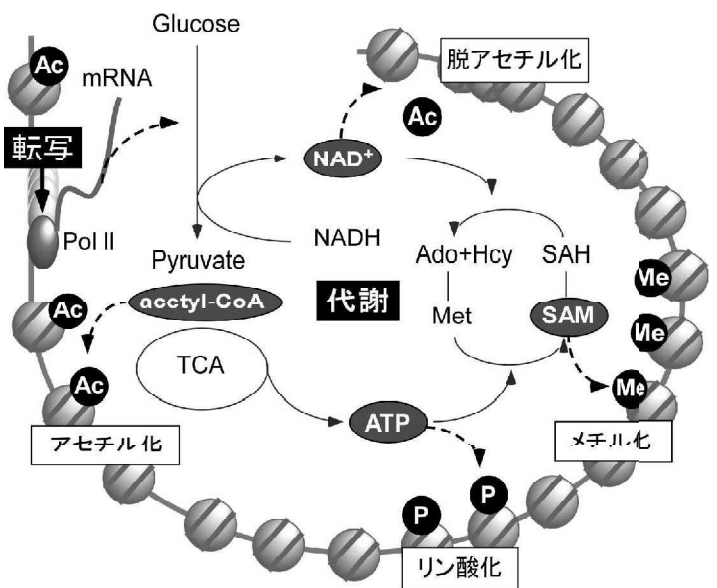 Glucose
Ac
mRNA
脱アセチル化
Ac
転写
NAD+
Pol II
NADH
Ado+Hcy
SAH
Pyruvate
acctyl-CoA
代謝
Me
Ac
Met
SAM
Me
TCA
Ac
Me
ATP
アセチル化
メチル化
P
P
リン酸化